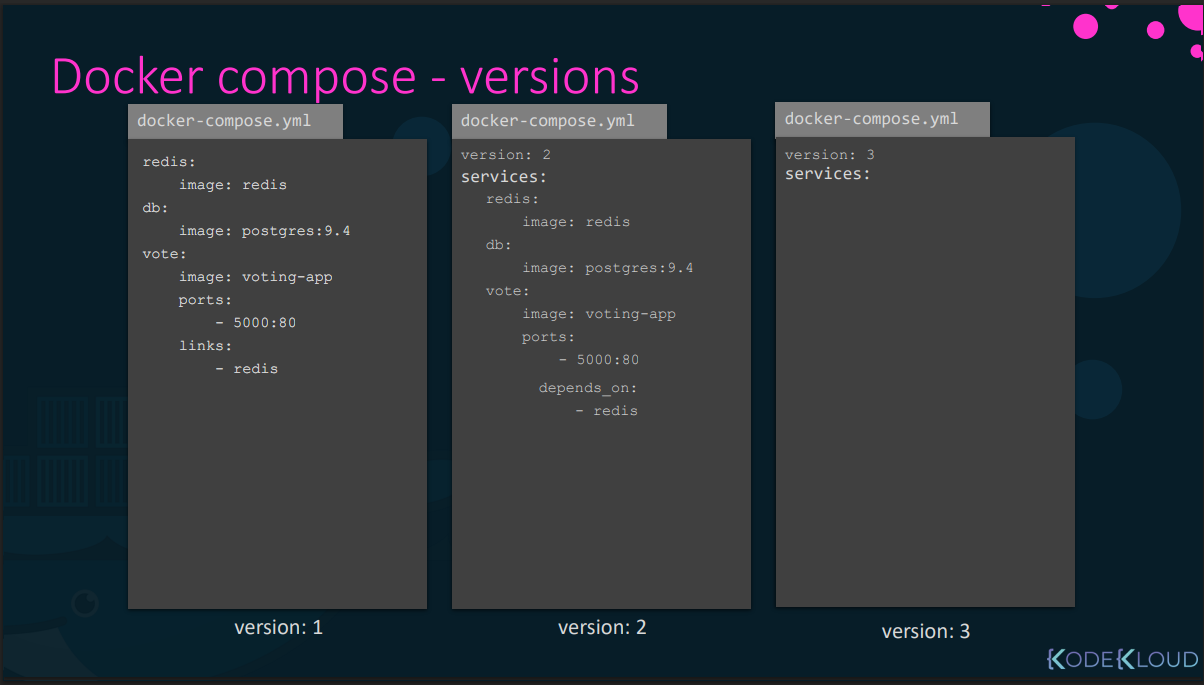 Docker compose - versions
docker-compose.yml
redis:
image: redis
db:
image: postgres:9.4
vote:
image: voting-app
ports:
- 5000:80
links:
- redis
version: 1
docker-compose.yml
version: 2
services:
redis:
image: redis
db:
image: postgres:9.4
vote:
image: voting-app
ports:
- 5000:80
depends_on:
- redis
version: 2
docker-compose.yml
version: 3
services:
version: 3
KODEKLOUD